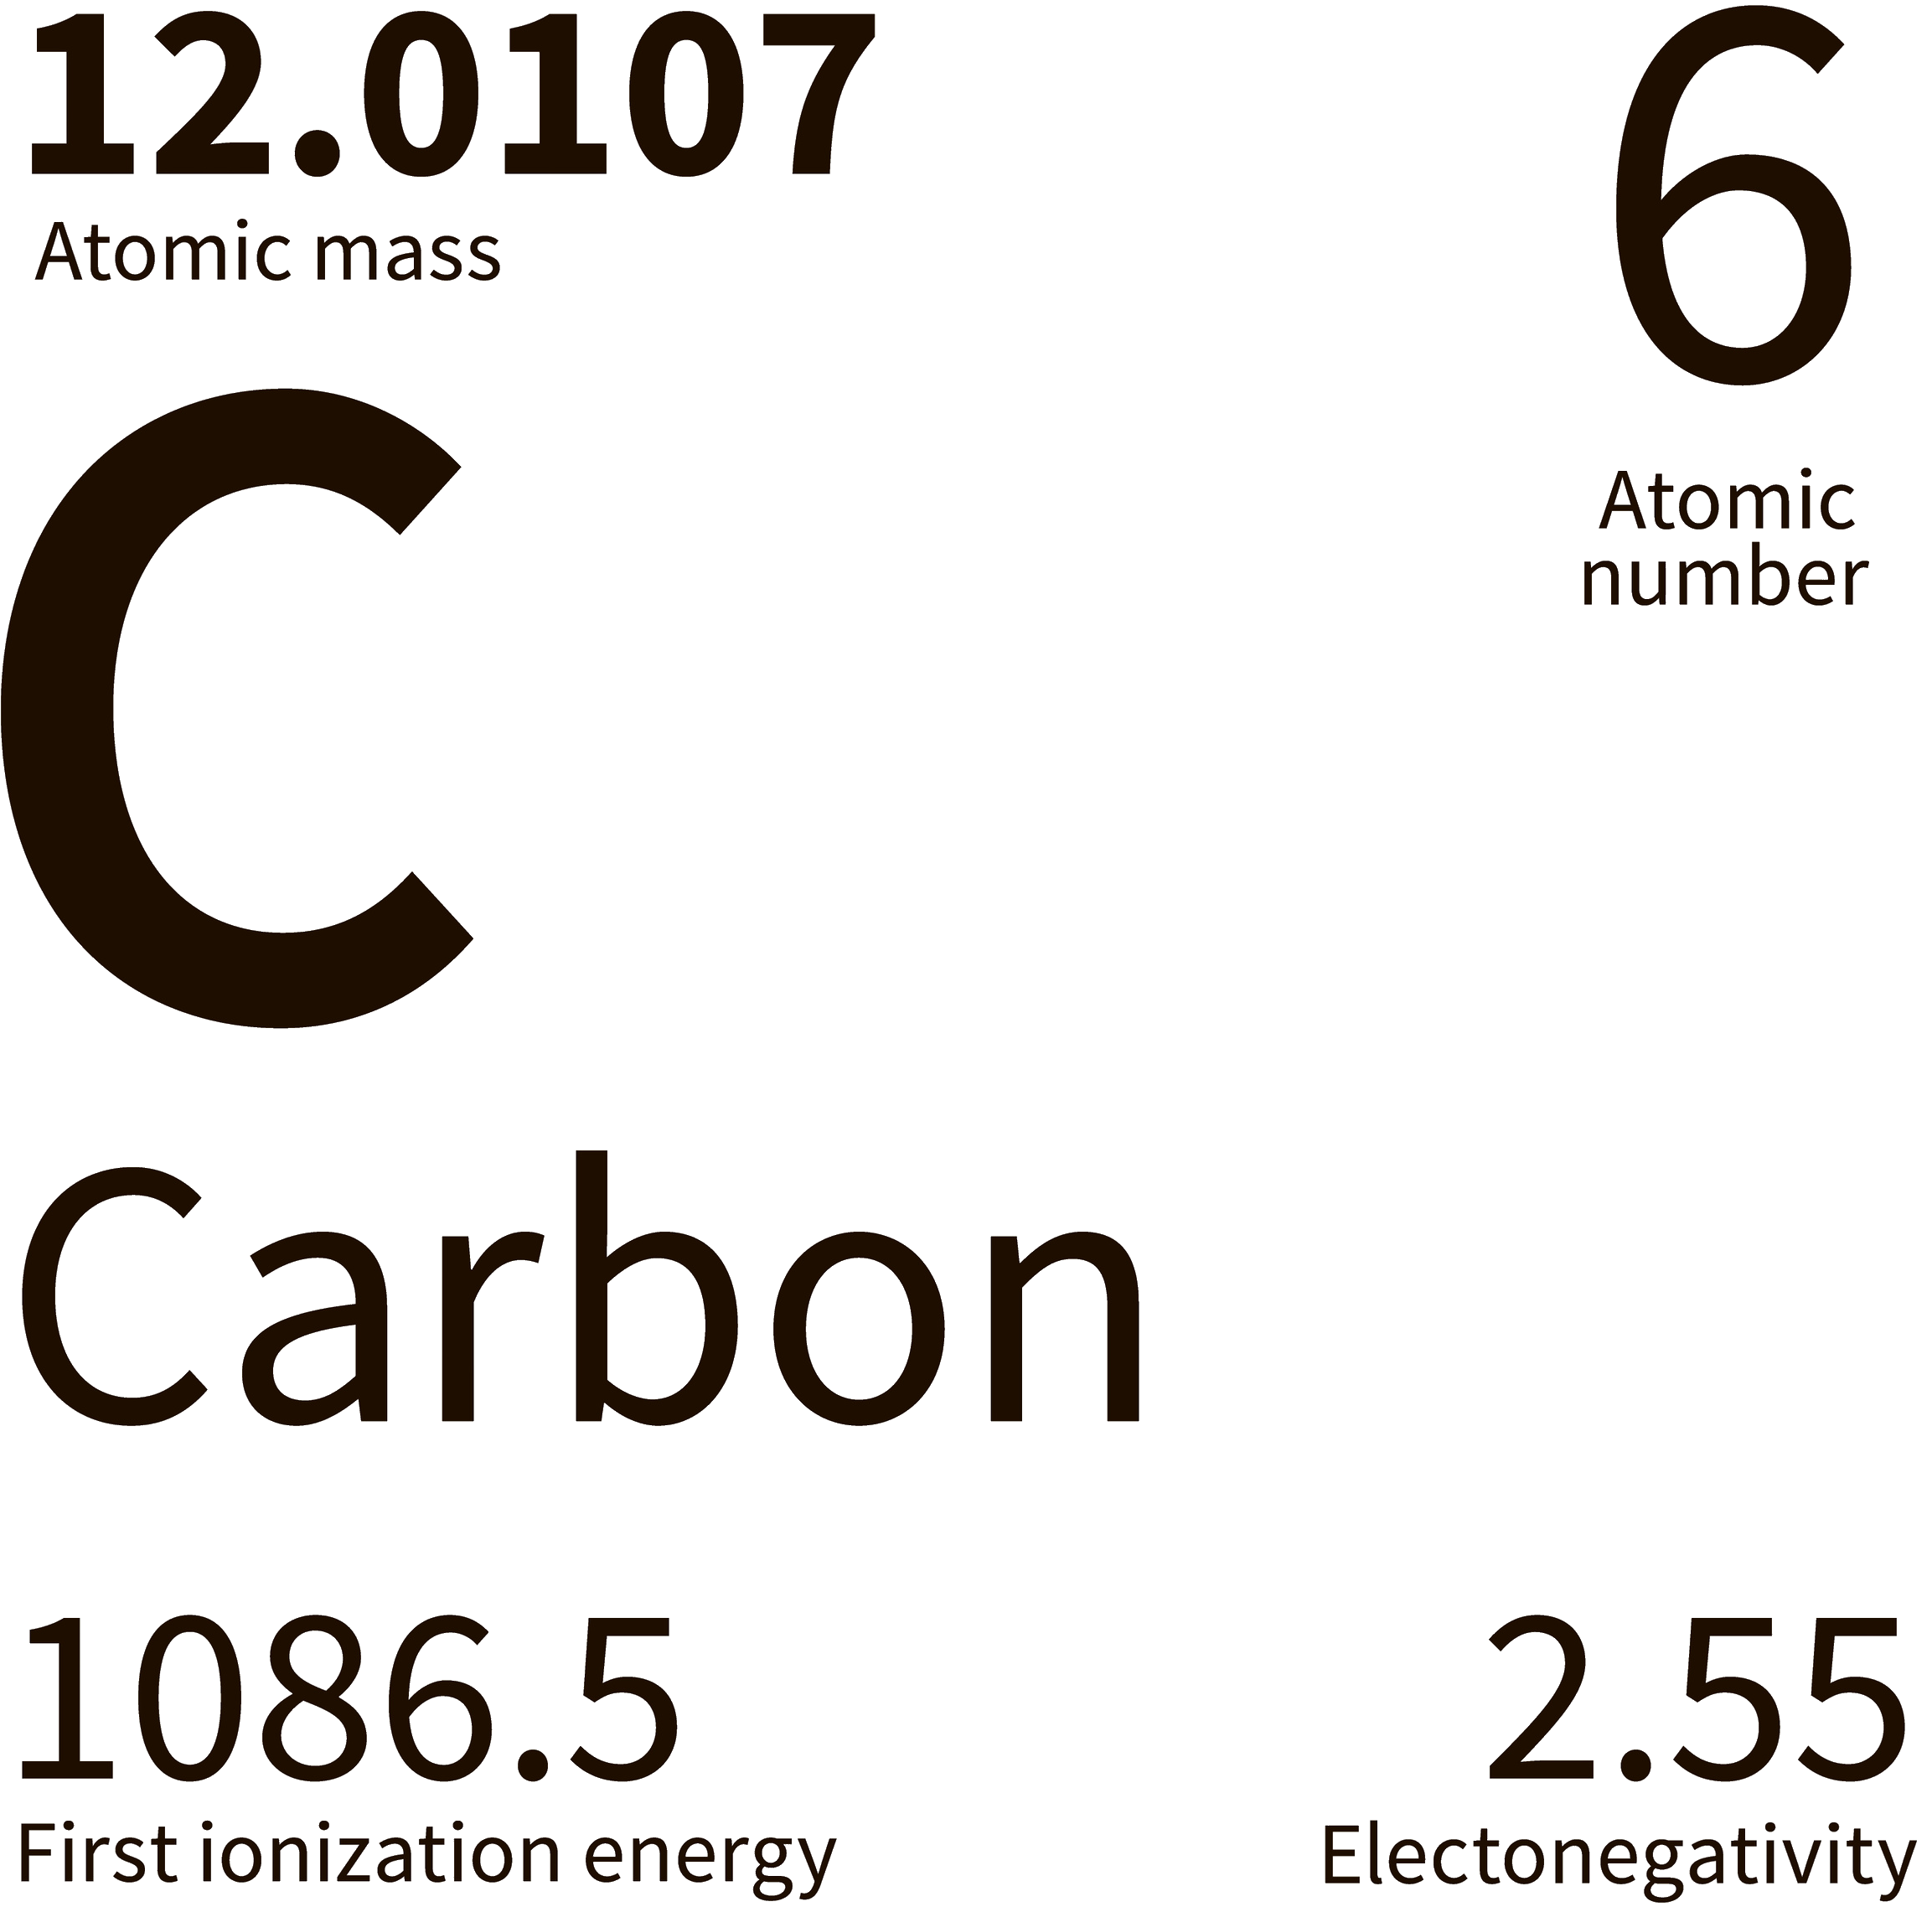 12.0107
Atomic mass
6
Atomic
number
C
Carbon
1086.5
First ionization energy
2.55
Electonegativity